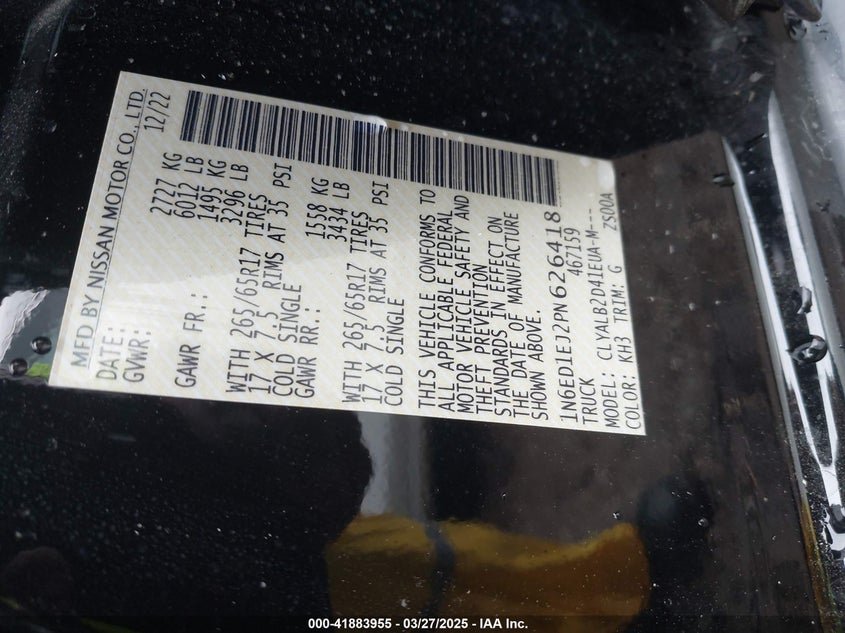 MFD BY NISSAN MOTOR CO., LTD.
DATE: 12/22
GVWR: 2727 KG
6012 LB
GAWR FR.: 1495 KG
3296 LB
WITH 265/65R17 TIRES
17 X 7.5 RIMS AT 35 PSI
COLD SINGLE
GAWR RR.: 1558 KG
3434 LB
WITH 265/65R17 TIRES
17 X 7.5 RIMS AT 35 PSI
COLD SINGLE
THIS VEHICLE CONFORMS TO
ALL APPLICABLE FEDERAL
MOTOR VEHICLE SAFETY AND
THEFT PREVENTION
STANDARDS IN EFFECT ON
THE DATE OF MANUFACTURE
SHOWN ABOVE.
1N6ED1EJ2PN626418
TRUCK 467159
MODEL: CLYALB2D41EUA-M---
COLOR: KH3 TRIM: G ZS00A
000-41883955 — 03/27/2025 — IAA Inc.